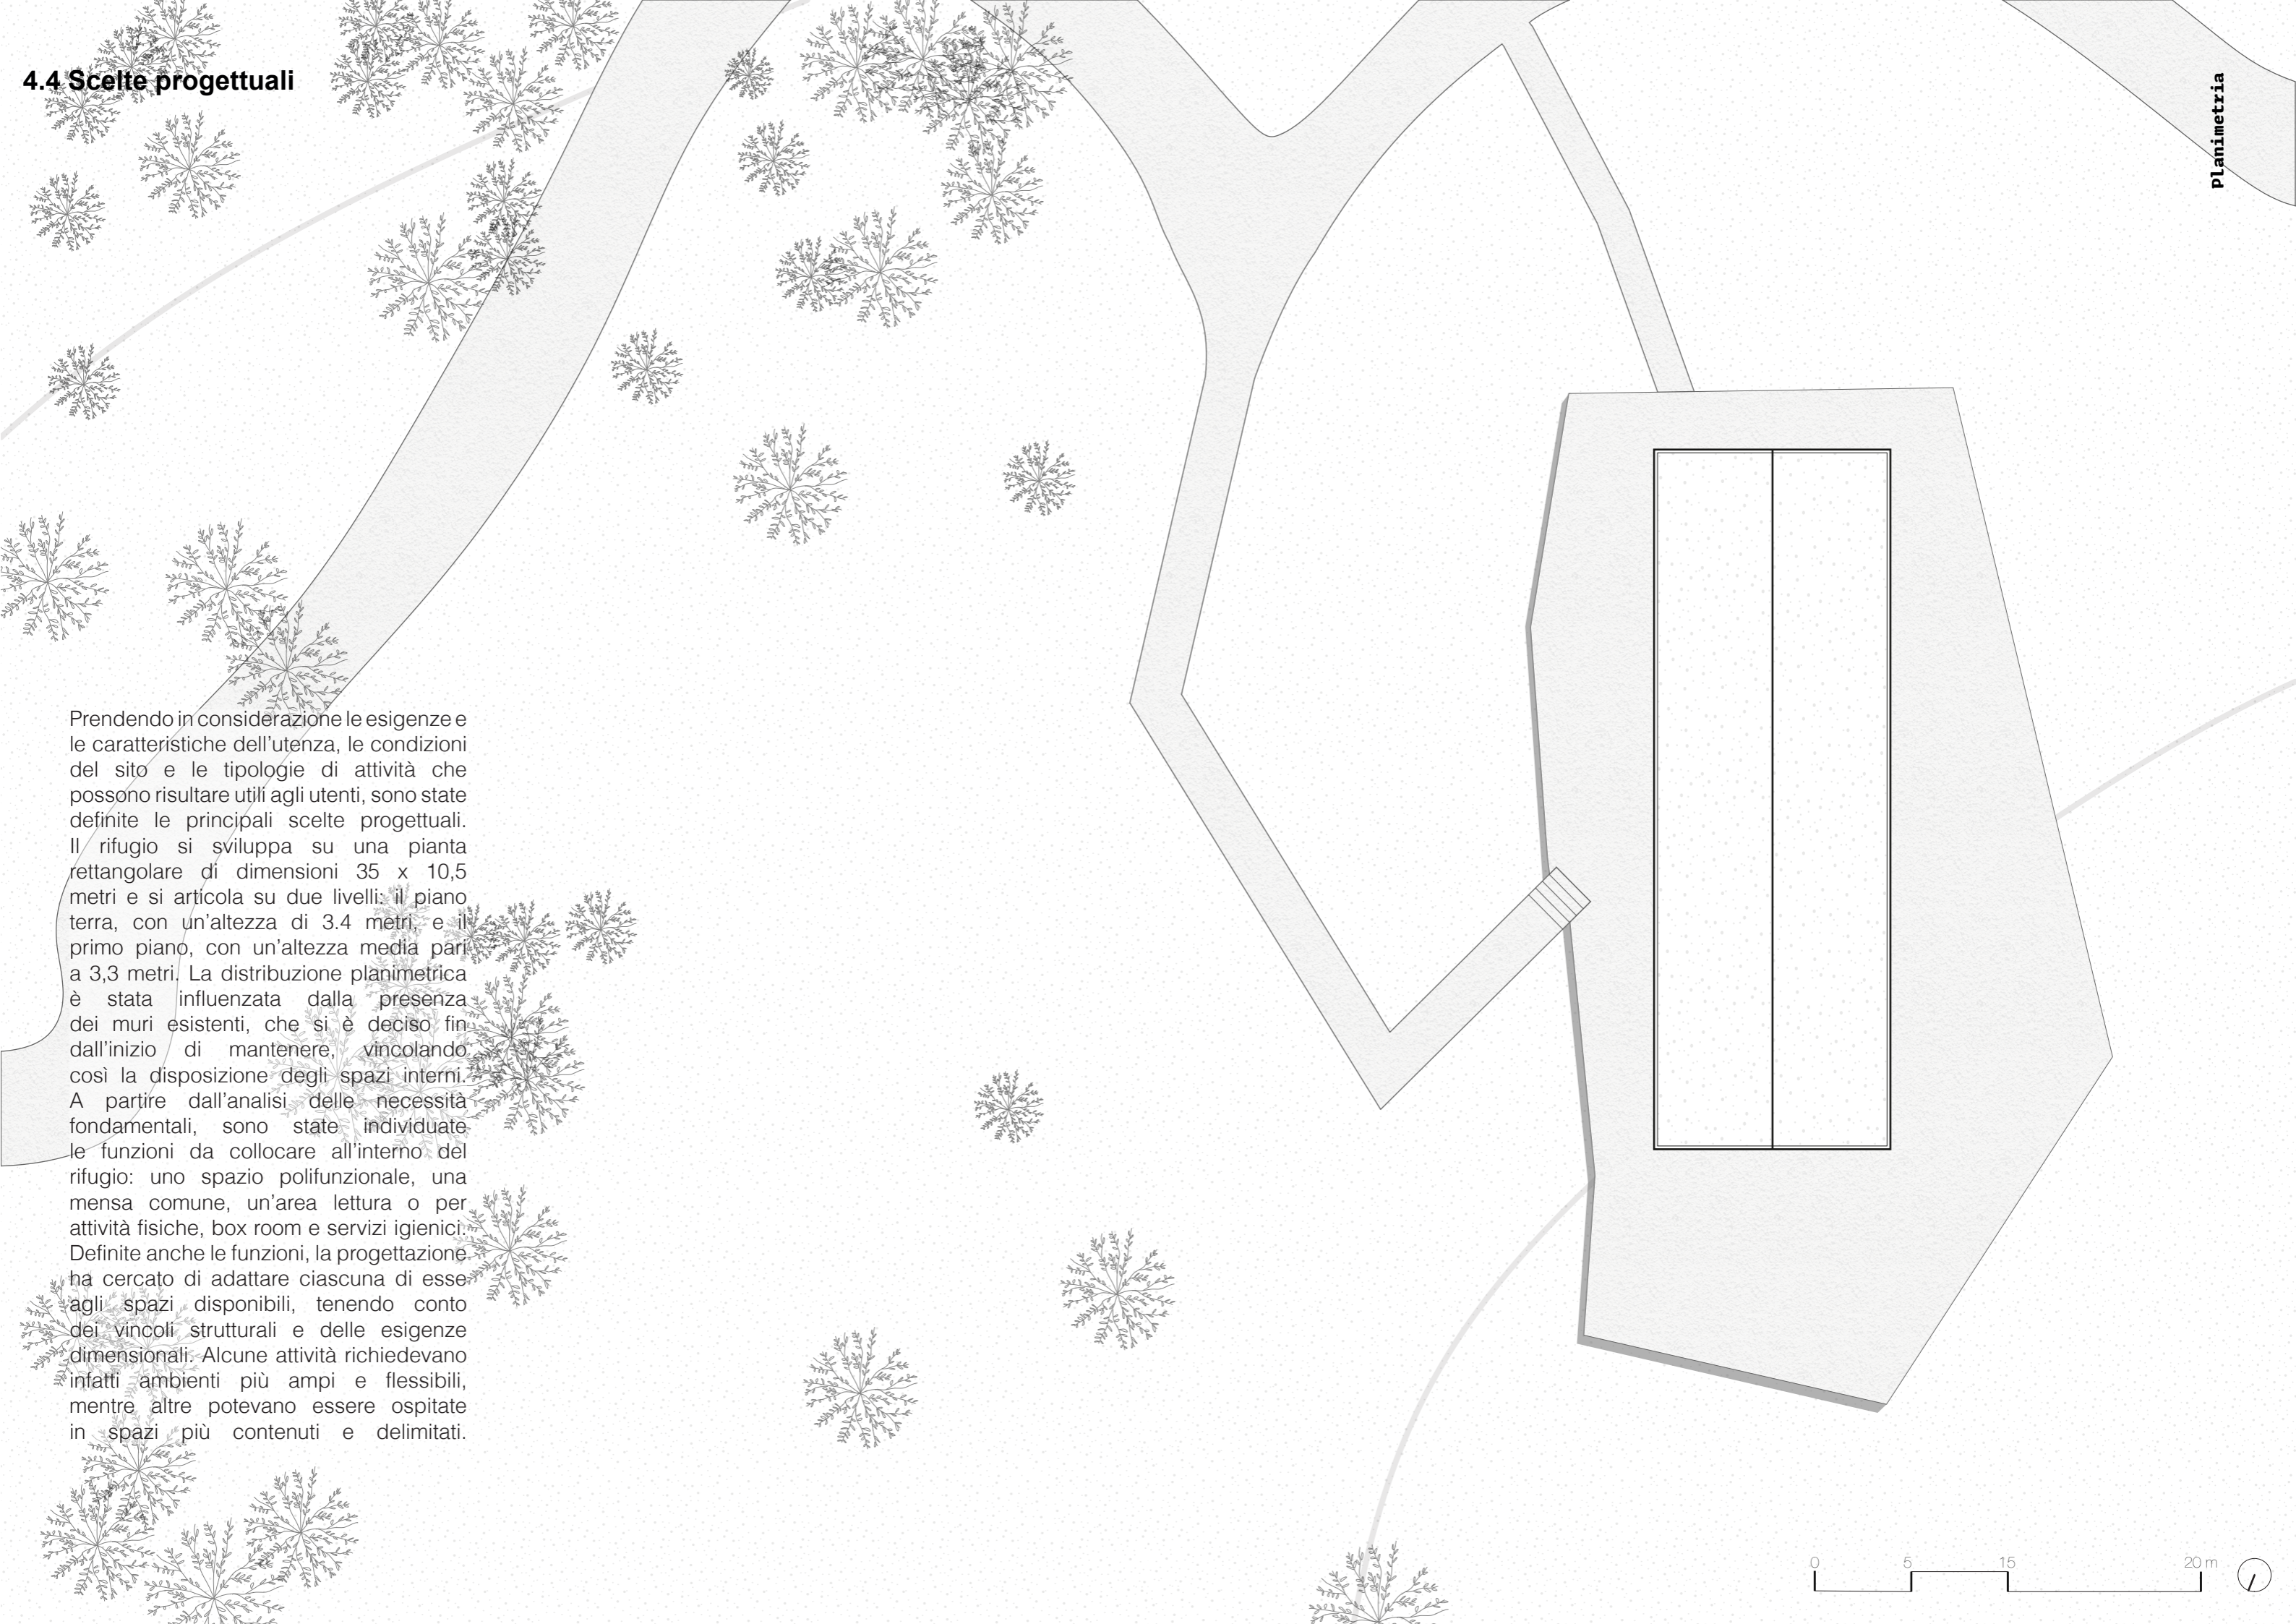 4.4 Scelte progettuali
Planimetria
Prendendo in considerazione le esigenze e
le caratteristiche dell’utenza, le condizioni
del sito e le tipologie di attività che
possono risultare utili agli utenti, sono state
definite le principali scelte progettuali.
Il rifugio si sviluppa su una pianta
rettangolare di dimensioni 35 x 10,5
metri e si articola su due livelli: il piano
terra, con un’altezza di 3.4 metri, e il
primo piano, con un’altezza media pari
a 3,3 metri. La distribuzione planimetrica
è stata influenzata dalla presenza
dei muri esistenti, che si è deciso fin
dall’inizio di mantenere, vincolando
così la disposizione degli spazi interni.
A partire dall’analisi delle necessità
fondamentali, sono state individuate
le funzioni da collocare all’interno del
rifugio: uno spazio polifunzionale, una
mensa comune, un’area lettura o per
attività fisiche, box room e servizi igienici.
Definite anche le funzioni, la progettazione
ha cercato di adattare ciascuna di esse
agli spazi disponibili, tenendo conto
dei vincoli strutturali e delle esigenze
dimensionali. Alcune attività richiedevano
infatti ambienti più ampi e flessibili,
mentre altre potevano essere ospitate
in spazi più contenuti e delimitati.
0 5 15 20 m